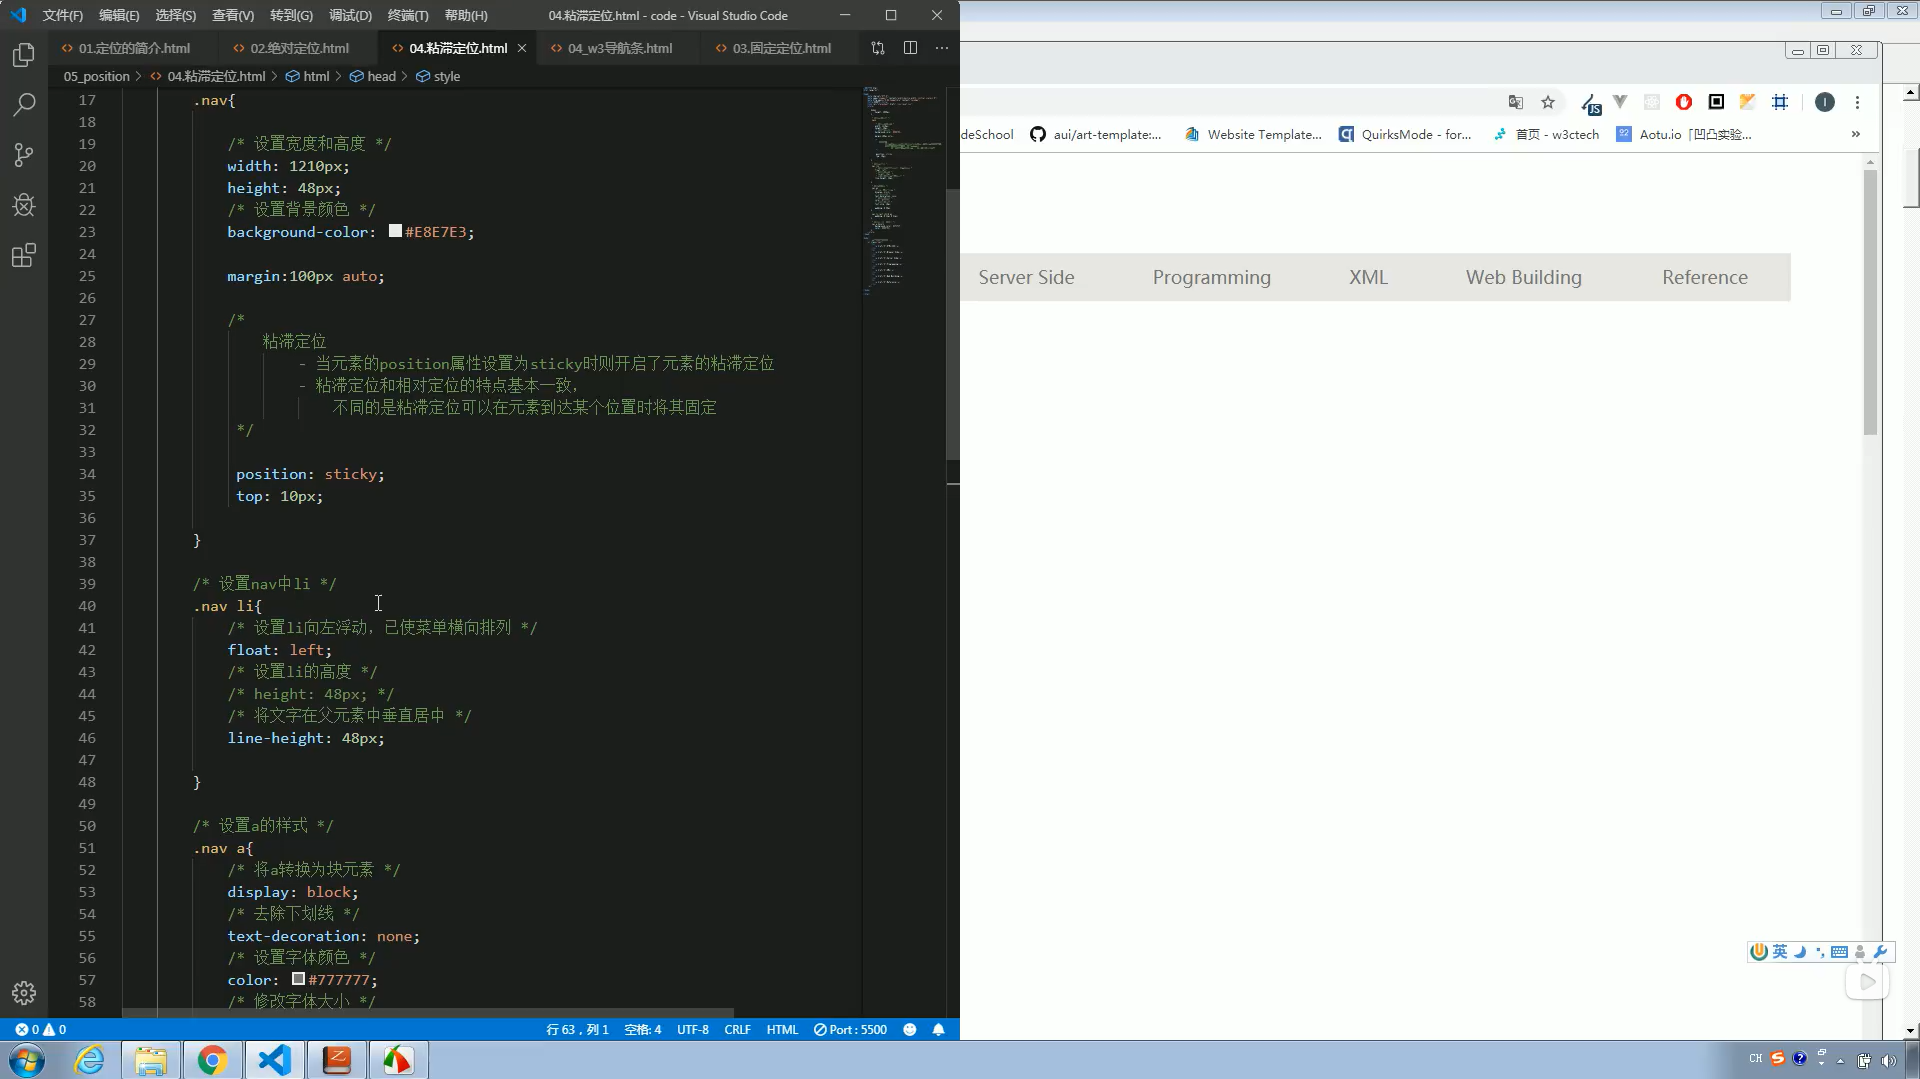 文件(F) 编辑(E) 选择(S) 查看(V) 转到(G) 调试(D) 终端(T) 帮助(H) 04.粘滞定位.html - code - Visual Studio Code
01.定位的简介.html 02.绝对定位.html 04.粘滞定位.html 04_w3导航条.html 03.固定定位.html
05_position > 04.粘滞定位.html > html > head > style
17 .nav{
18
19 /* 设置宽度和高度 */
20 width: 1210px;
21 height: 48px;
22 /* 设置背景颜色 */
23 background-color: #E8E7E3;
24
25 margin:100px auto;
26
27 /*
28 粘滞定位
29 - 当元素的position属性设置为sticky时则开启了元素的粘滞定位
30 - 粘滞定位和相对定位的特点基本一致,
31 不同的是粘滞定位可以在元素到达某个位置时将其固定
32 */
33
34 position: sticky;
35 top: 10px;
36
37 }
38
39 /* 设置nav中li */
40 .nav li{
41 /* 设置li向左浮动，已使菜单横向排列 */
42 float: left;
43 /* 设置li的高度 */
44 /* height: 48px; */
45 /* 将文字在父元素中垂直居中 */
46 line-height: 48px;
47
48 }
49
50 /* 设置a的样式 */
51 .nav a{
52 /* 将a转换为块元素 */
53 display: block;
54 /* 去除下划线 */
55 text-decoration: none;
56 /* 设置字体颜色 */
57 color: #777777;
58 /* 修改字体大小 */
0 0 行 63，列 1 空格: 4 UTF-8 CRLF HTML Port : 5500
deSchool aui/art-template:... Website Template... QuirksMode - for... 首页 - w3ctech Aotu.io「凹凸实验... »
Server Side Programming XML Web Building Reference
英
CH